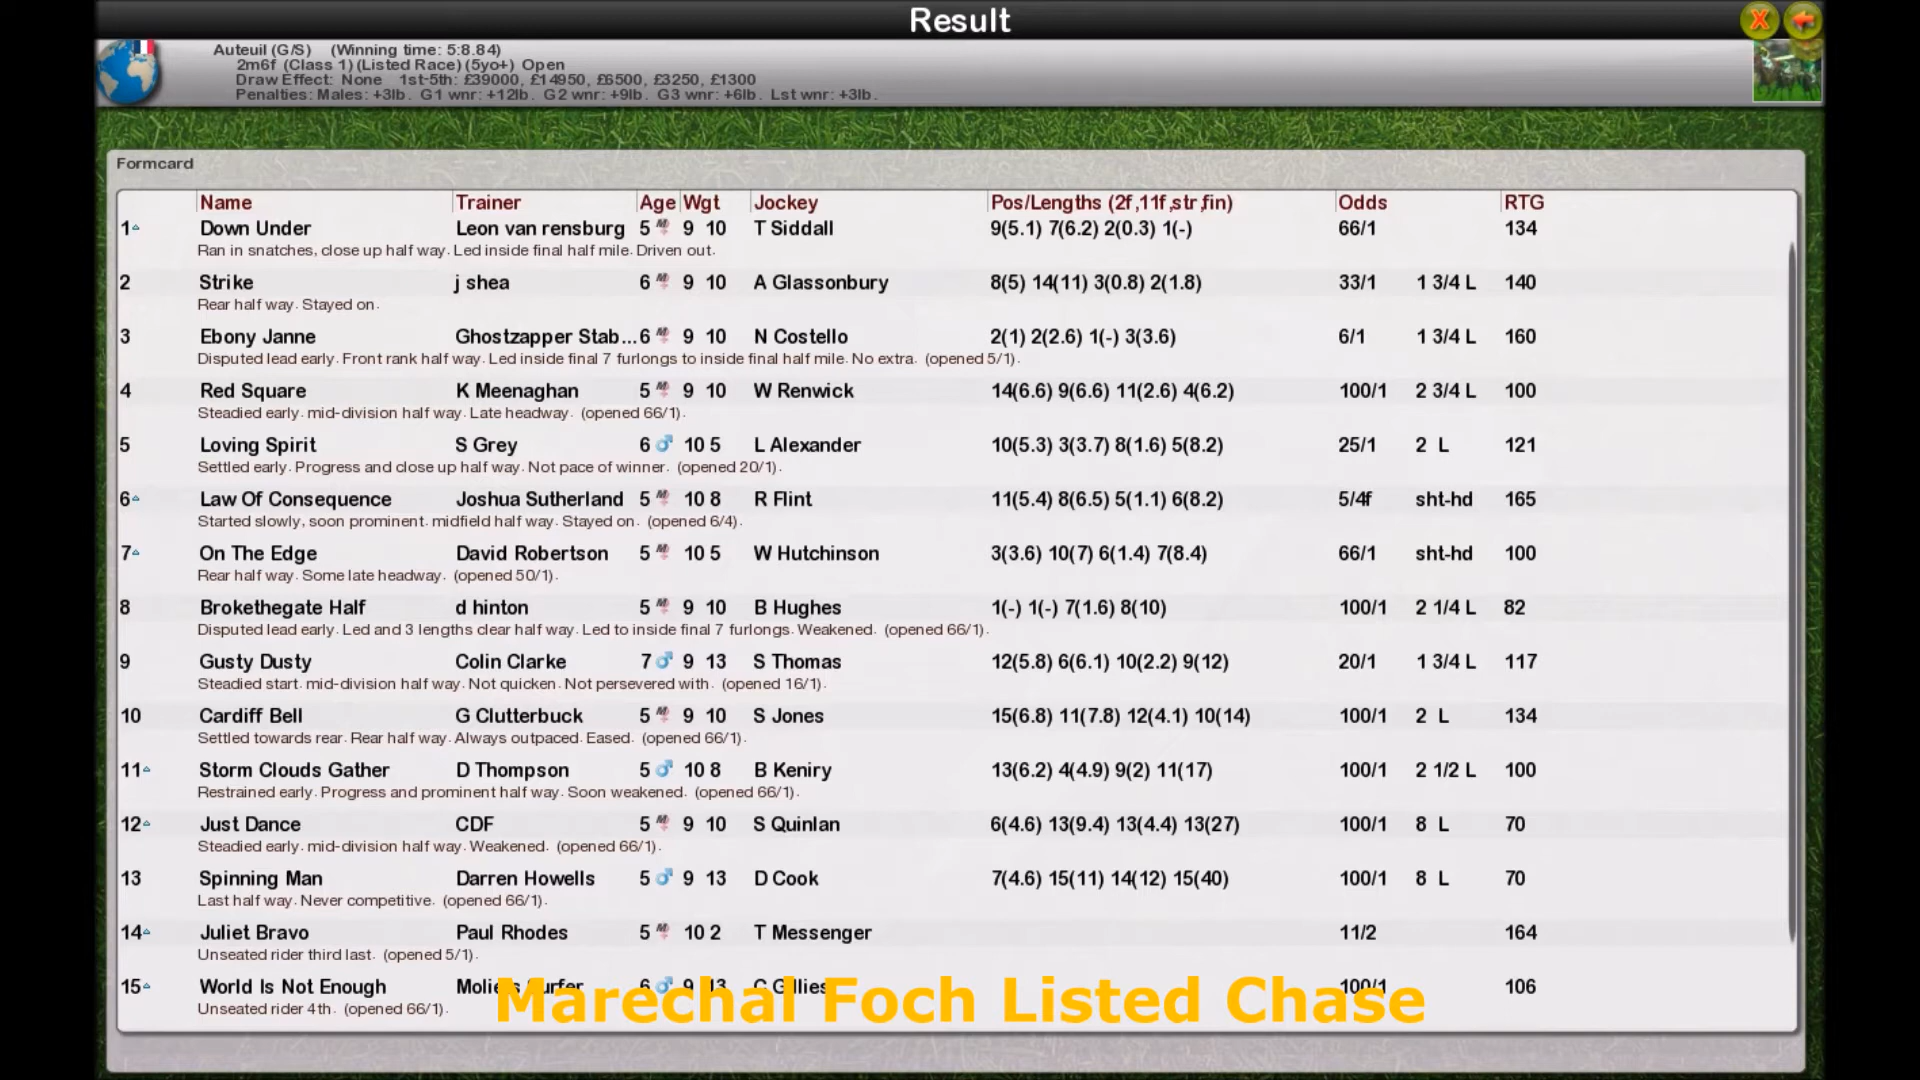 Result
Auteuil (G/S) (Winning time: 5:8.84)
2m6f (Class 1) (Listed Race) (5yo+) Open
Draw Effect: None 1st-5th: £39000, £14950, £6500, £3250, £1300
Penalties: Males: +3lb. G1 wnr: +12lb. G2 wnr: +9lb. G3 wnr: +6lb. Lst wnr: +3lb.
Formcard
Name Trainer Age Wgt Jockey Pos/Lengths (2f,11f,str,fin) Odds RTG
1 Down Under Leon van rensburg 5 9 10 T Siddall 9(5.1) 7(6.2) 2(0.3) 1(-) 66/1 134
Ran in snatches, close up half way. Led inside final half mile. Driven out.
2 Strike j shea 6 9 10 A Glassonbury 8(5) 14(11) 3(0.8) 2(1.8) 33/1 1 3/4 L 140
Rear half way. Stayed on.
3 Ebony Janne Ghostzapper Stab... 6 9 10 N Costello 2(1) 2(2.6) 1(-) 3(3.6) 6/1 1 3/4 L 160
Disputed lead early. Front rank half way. Led inside final 7 furlongs to inside final half mile. No extra. (opened 5/1).
4 Red Square K Meenaghan 5 9 10 W Renwick 14(6.6) 9(6.6) 11(2.6) 4(6.2) 100/1 2 3/4 L 100
Steadied early. mid-division half way. Late headway. (opened 66/1).
5 Loving Spirit S Grey 6 10 5 L Alexander 10(5.3) 3(3.7) 8(1.6) 5(8.2) 25/1 2 L 121
Settled early. Progress and close up half way. Not pace of winner. (opened 20/1).
6 Law Of Consequence Joshua Sutherland 5 10 8 R Flint 11(5.4) 8(6.5) 5(1.1) 6(8.2) 5/4f sht-hd 165
Started slowly, soon prominent. midfield half way. Stayed on. (opened 6/4).
7 On The Edge David Robertson 5 10 5 W Hutchinson 3(3.6) 10(7) 6(1.4) 7(8.4) 66/1 sht-hd 100
Rear half way. Some late headway. (opened 50/1).
8 Brokethegate Half d hinton 5 9 10 B Hughes 1(-) 1(-) 7(1.6) 8(10) 100/1 2 1/4 L 82
Disputed lead early. Led and 3 lengths clear half way. Led to inside final 7 furlongs. Weakened. (opened 66/1).
9 Gusty Dusty Colin Clarke 7 9 13 S Thomas 12(5.8) 6(6.1) 10(2.2) 9(12) 20/1 1 3/4 L 117
Steadied start. mid-division half way. Not quicken. Not persevered with. (opened 16/1).
10 Cardiff Bell G Clutterbuck 5 9 10 S Jones 15(6.8) 11(7.8) 12(4.1) 10(14) 100/1 2 L 134
Settled towards rear. Rear half way. Always outpaced. Eased. (opened 66/1).
11 Storm Clouds Gather D Thompson 5 10 8 B Keniry 13(6.2) 4(4.9) 9(2) 11(17) 100/1 2 1/2 L 100
Restrained early. Progress and prominent half way. Soon weakened. (opened 66/1).
12 Just Dance CDF 5 9 10 S Quinlan 6(4.6) 13(9.4) 13(4.4) 13(27) 100/1 8 L 70
Steadied early. mid-division half way. Weakened. (opened 66/1).
13 Spinning Man Darren Howells 5 9 13 D Cook 7(4.6) 15(11) 14(12) 15(40) 100/1 8 L 70
Last half way. Never competitive. (opened 66/1).
14 Juliet Bravo Paul Rhodes 5 10 2 T Messenger 11/2 164
Unseated rider third last. (opened 5/1).
15 World Is Not Enough 6 9 13 100/1 106
Unseated rider 4th. (opened 66/1).
Marechal Foch Listed Chase